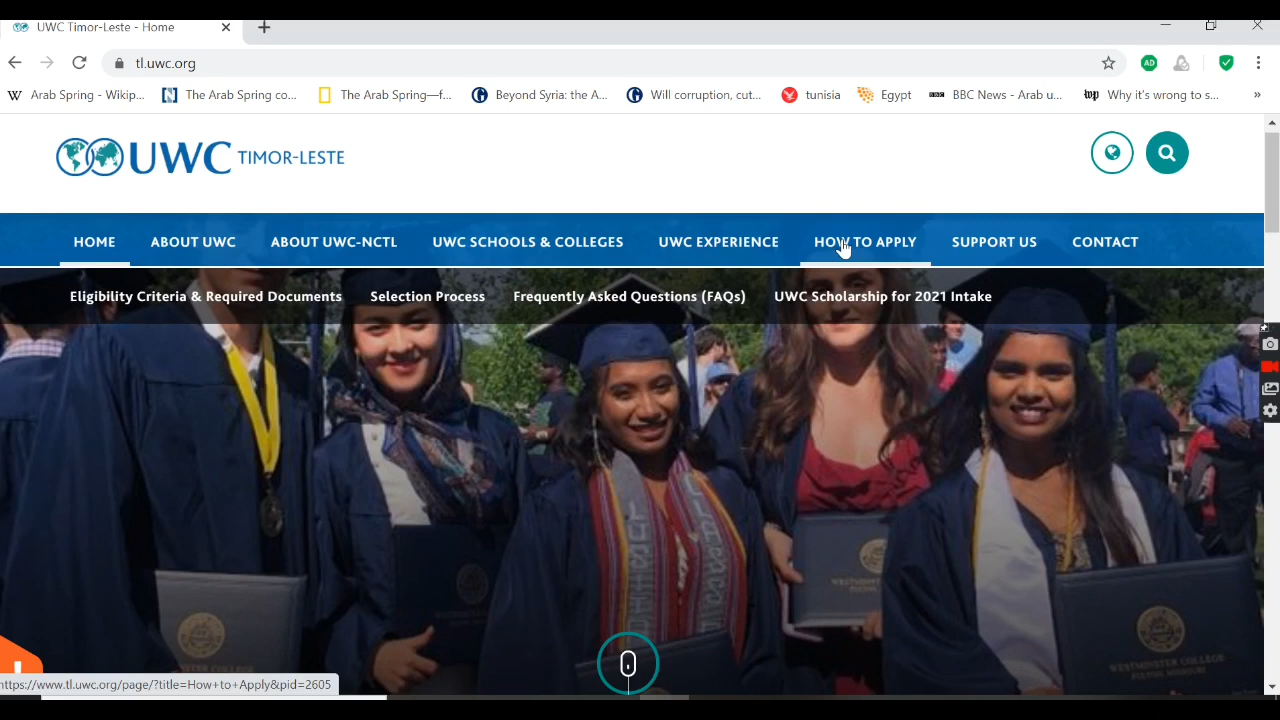 UWC Timor-Leste - Home
tl.uwc.org
Arab Spring - Wikip... The Arab Spring co... The Arab Spring—f... Beyond Syria: the A... Will corruption, cut... tunisia Egypt BBC News - Arab u... Why it's wrong to s... »
UWC TIMOR-LESTE
HOME ABOUT UWC ABOUT UWC-NCTL UWC SCHOOLS & COLLEGES UWC EXPERIENCE HOW TO APPLY SUPPORT US CONTACT
Eligibility Criteria & Required Documents Selection Process Frequently Asked Questions (FAQs) UWC Scholarship for 2021 Intake
WESTMINSTER COLLEGE
https://www.tl.uwc.org/page/?title=How+to+Apply&pid=2605